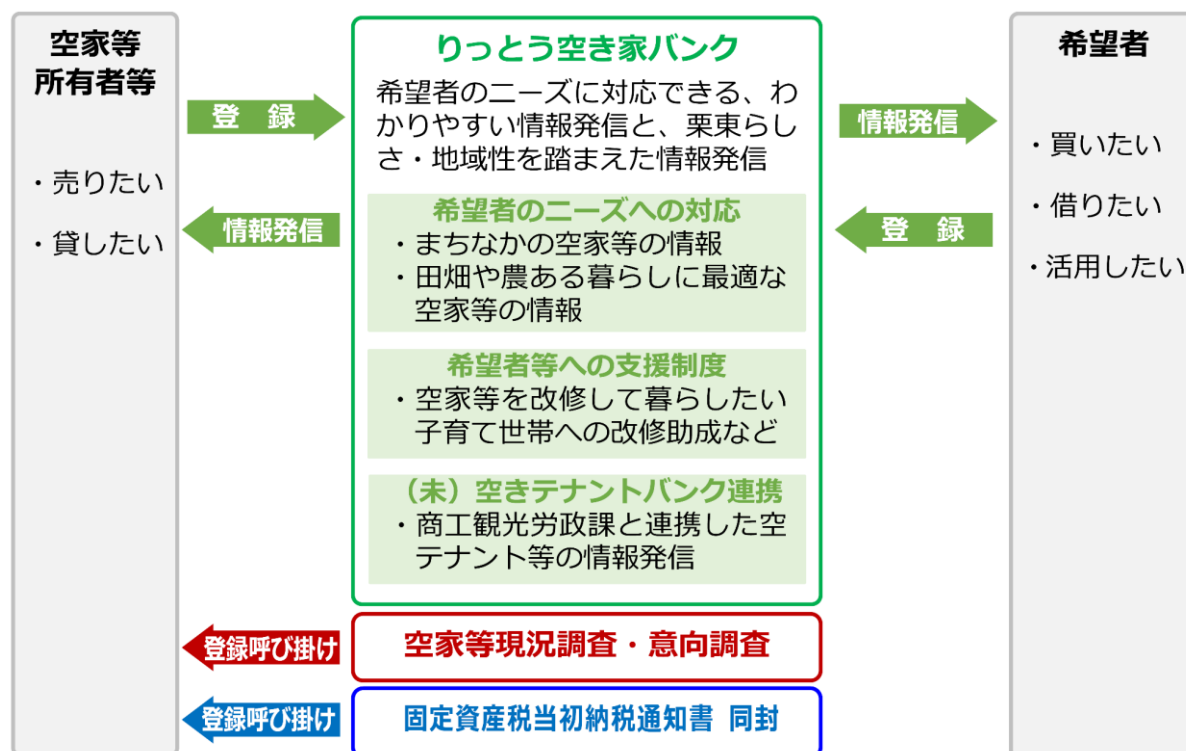 空家等
所有者等
・売りたい
・貸したい
登　録
情報発信
りっとう空き家バンク
希望者のニーズに対応できる、わ
かりやすい情報発信と、栗東らし
さ・地域性を踏まえた情報発信
希望者のニーズへの対応
・まちなかの空家等の情報
・田畑や農ある暮らしに最適な
空家等の情報
希望者等への支援制度
・空家等を改修して暮らしたい
子育て世帯への改修助成など
（未）空きテナントバンク連携
・商工観光労政課と連携した空
テナント等の情報発信
情報発信
登　録
希望者
・買いたい
・借りたい
・活用したい
登録呼び掛け
空家等現況調査・意向調査
登録呼び掛け
固定資産税当初納税通知書 同封